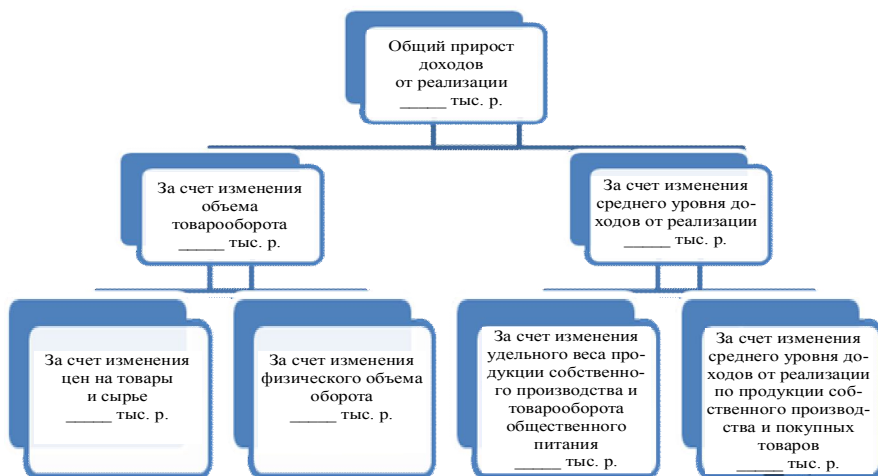 Общий прирост
доходов
от реализации
_____ тыс. р.
За счет изменения
объема
товарооборота
_____ тыс. р.
За счет изменения
среднего уровня до-
ходов от реализации
_____ тыс. р.
За счет изменения
цен на товары
и сырье
_____ тыс. р.
За счет изменения
физического объема
оборота
_____ тыс. р.
За счет изменения
удельного веса про-
дукции собственно-
го производства и
товарооборота
общественного
питания
_____ тыс. р.
За счет изменения
среднего уровня до-
ходов от реализации
по продукции соб-
ственного производ-
ства и покупных
товаров
_____ тыс. р.